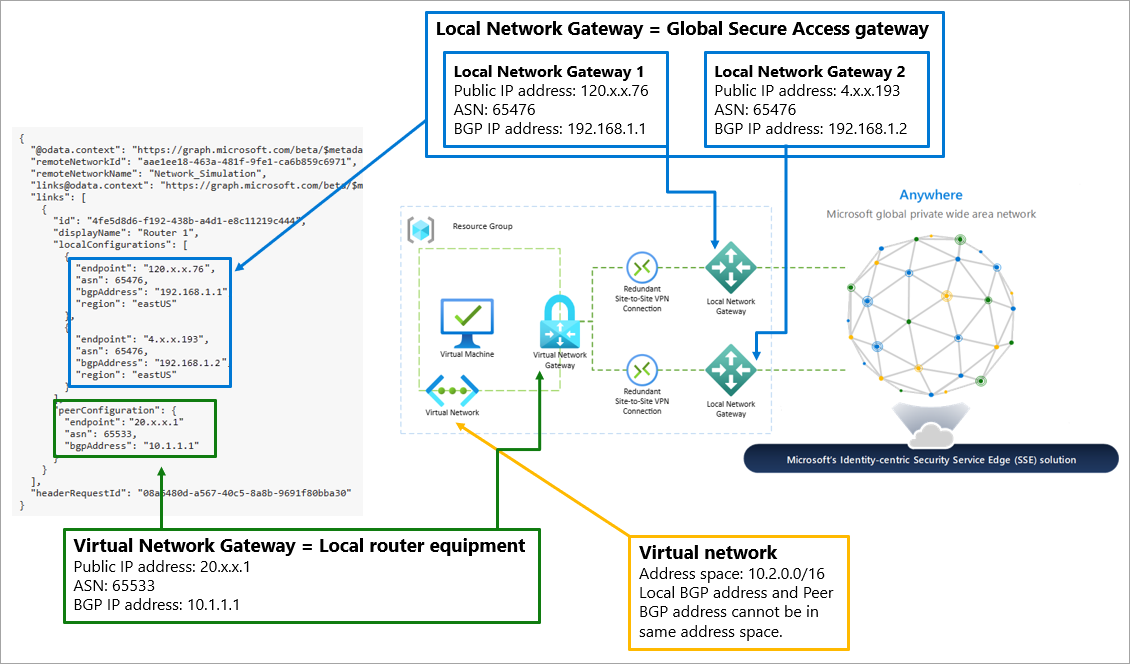 Local Network Gateway = Global Secure Access gateway
Local Network Gateway 1
Public IP address: 120.x.x.76
ASN: 65476
BGP IP address: 192.168.1.1
Local Network Gateway 2
Public IP address: 4.x.x.193
ASN: 65476
BGP IP address: 192.168.1.2
{
"@odata.context": "https://graph.microsoft.com/beta/$metada
"remoteNetworkId": "aae1ee18-463a-481f-9fe1-ca6b859c6971",
"remoteNetworkName": "Network_Simulation",
"links@odata.context": "https://graph.microsoft.com/beta/$m
"links": [
{
"id": "4fe5d8d6-f192-438b-a4d1-e8c11219c444",
"displayName": "Router 1",
"localConfigurations": [
{
"endpoint": "120.x.x.76",
"asn": 65476,
"bgpAddress": "192.168.1.1"
"region": "eastUS"
},
{
"endpoint": "4.x.x.193",
"asn": 65476,
"bgpAddress": "192.168.1.2",
"region": "eastUS"
}
],
"peerConfiguration": {
"endpoint": "20.x.x.1"
"asn": 65533,
"bgpAddress": "10.1.1.1"
}
}
],
"headerRequestId": "08a6480d-a567-40c5-8a8b-9691f80bba30"
}
Resource Group
Virtual Machine
Virtual Network
Virtual Network
Gateway
Redundant
Site-to-Site VPN
Connection
Local Network
Gateway
Redundant
Site-to-Site VPN
Connection
Local Network
Gateway
Anywhere
Microsoft global private wide area network
Microsoft's Identity-centric Security Service Edge (SSE) solution
Virtual Network Gateway = Local router equipment
Public IP address: 20.x.x.1
ASN: 65533
BGP IP address: 10.1.1.1
Virtual network
Address space: 10.2.0.0/16
Local BGP address and Peer
BGP address cannot be in
same address space.